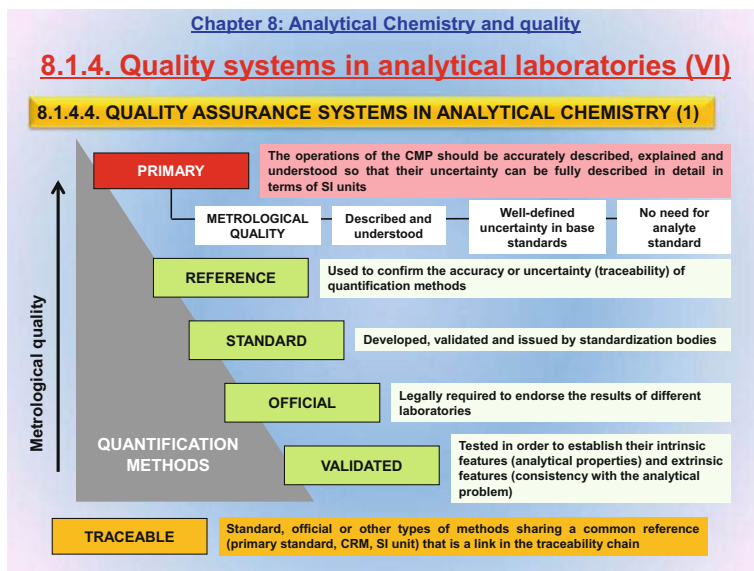 Chapter 8: Analytical Chemistry and quality
8.1.4. Quality systems in analytical laboratories (VI)
8.1.4.4. QUALITY ASSURANCE SYSTEMS IN ANALYTICAL CHEMISTRY (1)
PRIMARY
The operations of the CMP should be accurately described, explained and
understood so that their uncertainty can be fully described in detail in
terms of SI units
METROLOGICAL
QUALITY
Described and
understood
Well-defined
uncertainty in base
standards
No need for
analyte
standard
REFERENCE
Used to confirm the accuracy or uncertainty (traceability) of
quantification methods
STANDARD
Developed, validated and issued by standardization bodies
OFFICIAL
Legally required to endorse the results of different
laboratories
VALIDATED
Tested in order to establish their intrinsic
features (analytical properties) and extrinsic
features (consistency with the analytical
problem)
Metrological quality
QUANTIFICATION
METHODS
TRACEABLE
Standard, official or other types of methods sharing a common reference
(primary standard, CRM, SI unit) that is a link in the traceability chain